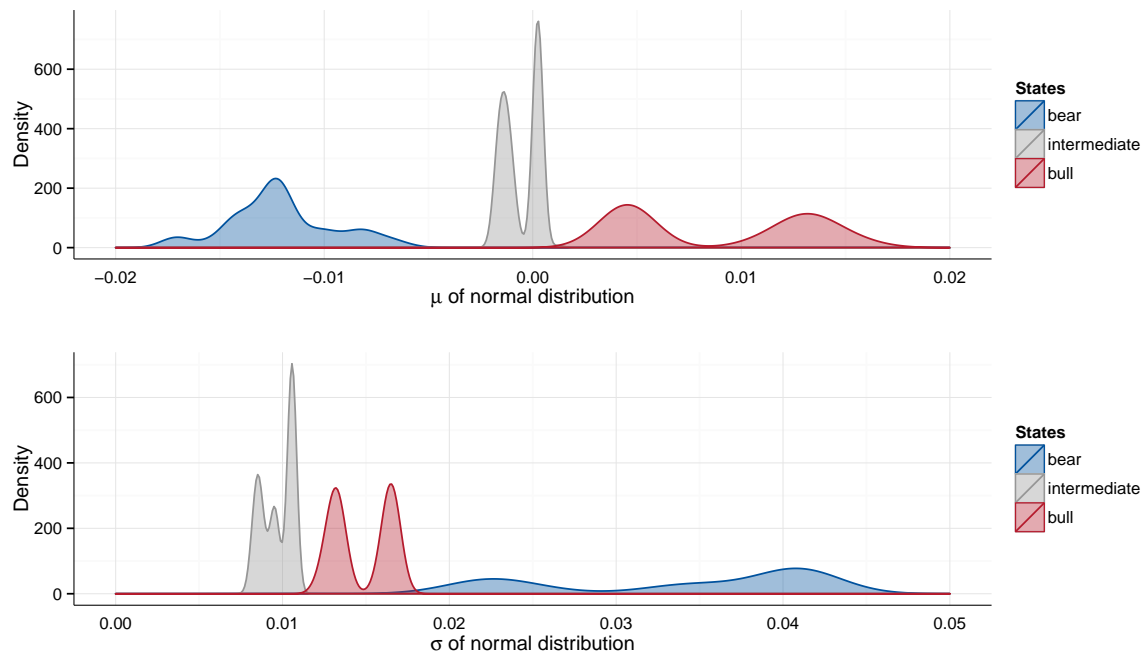 Density
600
400
200
0
−0.02
−0.01
0.00
0.01
0.02
μ of normal distribution
States
bear
intermediate
bull
Density
600
400
200
0
0.00
0.01
0.02
0.03
0.04
0.05
σ of normal distribution
States
bear
intermediate
bull